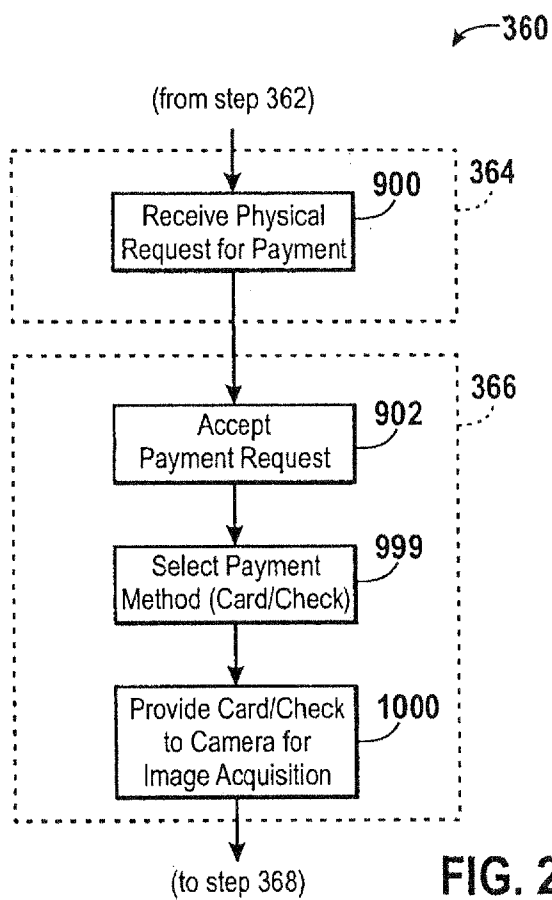 360
(from step 362)
900
364
Receive Physical
Request for Payment
366
902
Accept
Payment Request
999
Select Payment
Method (Card/Check)
1000
Provide Card/Check
to Camera for
Image Acquisition
(to step 368)
FIG. 2